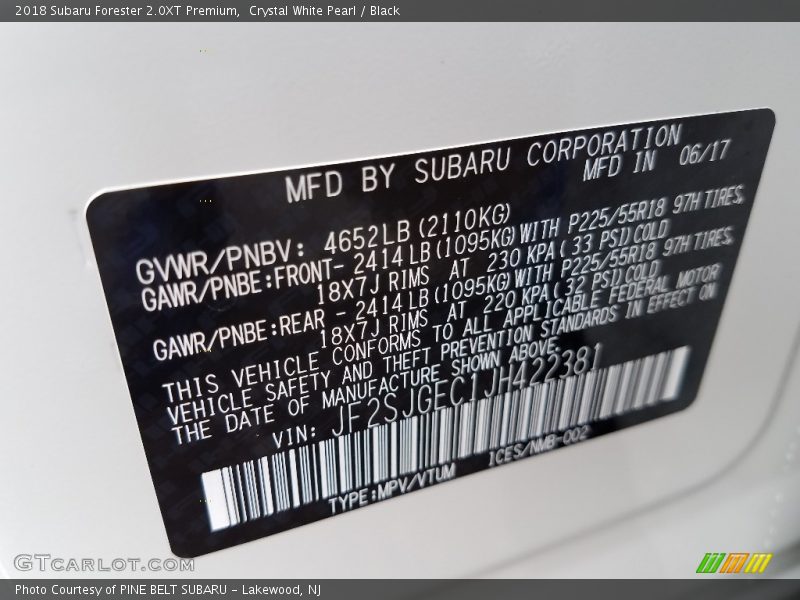 2018 Subaru Forester 2.0XT Premium,  Crystal White Pearl / Black
MFD BY SUBARU CORPORATION
MFD IN 06/17
GVWR/PNBV: 4652LB(2110KG)
GAWR/PNBE:FRONT- 2414LB(1095KG)WITH P225/55R18 97H TIRES,
18X7J RIMS AT 230 KPA( 33 PSI)COLD
GAWR/PNBE:REAR - 2414LB(1095KG)WITH P225/55R18 97H TIRES,
18X7J RIMS AT 220 KPA( 32 PSI)COLD
THIS VEHICLE CONFORMS TO ALL APPLICABLE FEDERAL MOTOR
VEHICLE SAFETY AND THEFT PREVENTION STANDARDS IN EFFECT ON
THE DATE OF MANUFACTURE SHOWN ABOVE.
VIN: JF2SJGEC1JH422381
TYPE:MPV/VTUM ICES/NMB-002
GTCARLOT.COM
Photo Courtesy of PINE BELT SUBARU - Lakewood, NJ